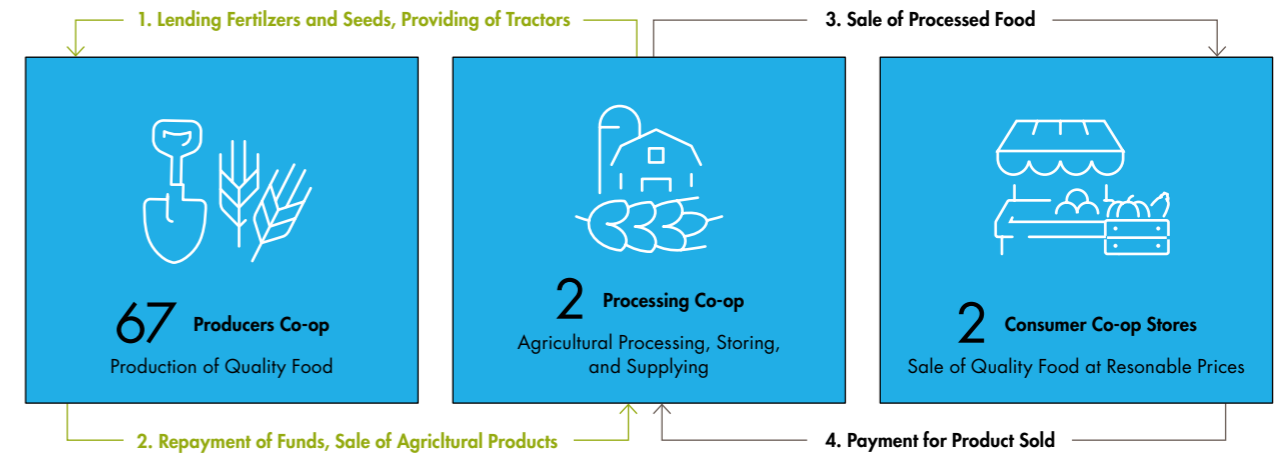 1. Lending Fertilzers and Seeds, Providing of Tractors
3. Sale of Processed Food
67 Producers Co-op
Production of Quality Food
2 Processing Co-op
Agricultural Processing, Storing,
and Supplying
2 Consumer Co-op Stores
Sale of Quality Food at Resonable Prices
2. Repayment of Funds, Sale of Agricltural Products
4. Payment for Product Sold